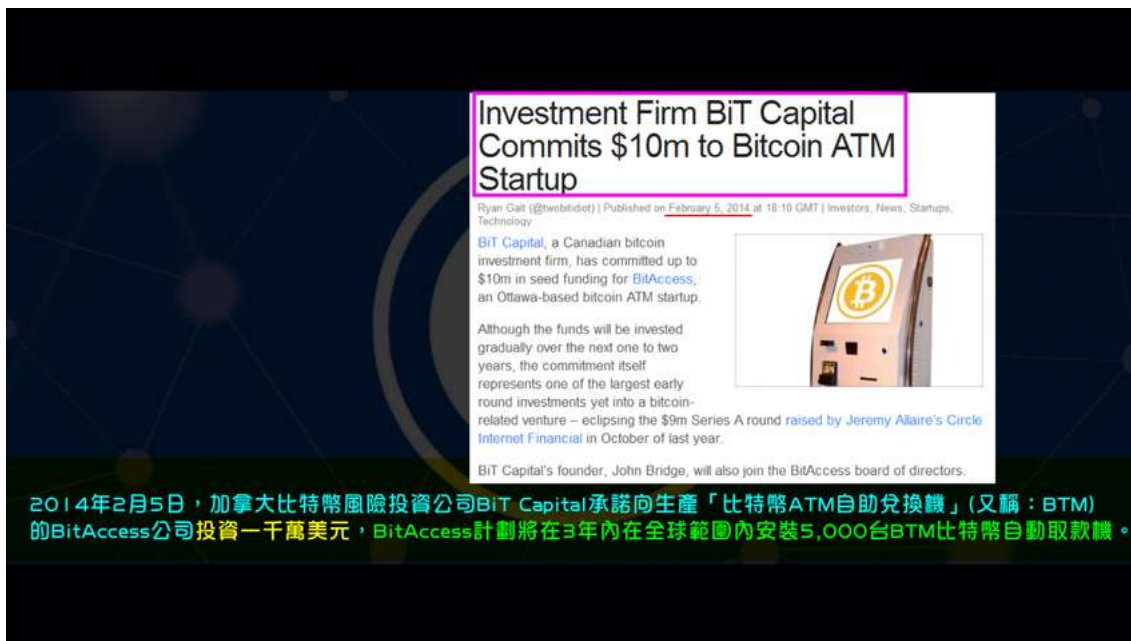 Investment Firm BiT Capital
Commits $10m to Bitcoin ATM
Startup
Ryan Galt (@twobitidiot) | Published on February 5, 2014 at 18:10 GMT | Investors, News, Startups,
Technology
BiT Capital, a Canadian bitcoin
investment firm, has committed up to
$10m in seed funding for BitAccess,
an Ottawa-based bitcoin ATM startup.
Although the funds will be invested
gradually over the next one to two
years, the commitment itself
represents one of the largest early
round investments yet into a bitcoin-
related venture – eclipsing the $9m Series A round raised by Jeremy Allaire's Circle
Internet Financial in October of last year.
BiT Capital's founder, John Bridge, will also join the BitAccess board of directors.
2014年2月5日，加拿大比特幣風險投資公司BiT Capital承諾向生產「比特幣ATM自助兌換機」(又稱：BTM)
的BitAccess公司投資一千萬美元，BitAccess計劃將在3年內在全球範圍內安裝5,000台BTM比特幣自動取款機。